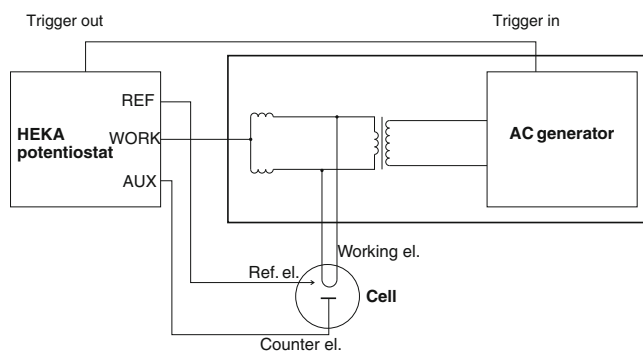 Trigger out
Trigger in
REF
HEKA
potentiostat
WORK
AUX
AC generator
Working el.
Ref. el.
Cell
Counter el.